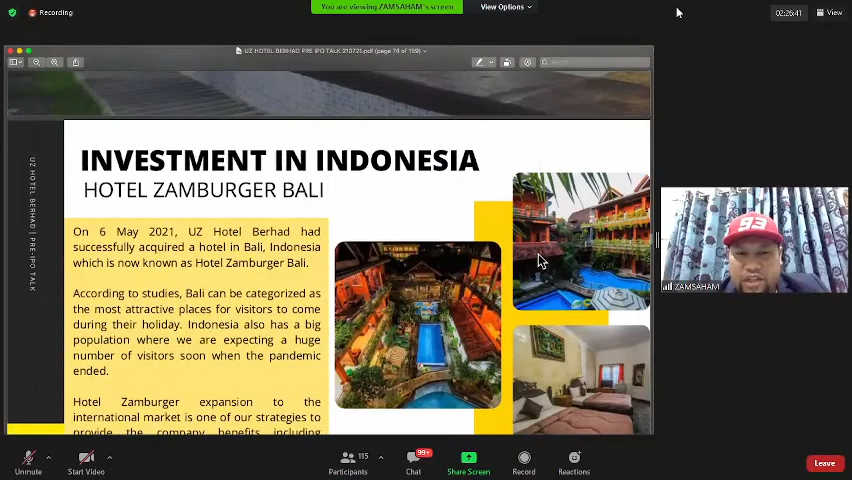 Recording
You are viewing ZAMSAHAM's screen
View Options
02:26:41
View
UZ HOTEL BERHAD PRE IPO TALK 210721.pdf (page 74 of 159)
Search
UZ HOTEL BERHAD | PRE-IPO TALK
INVESTMENT IN INDONESIA
HOTEL ZAMBURGER BALI
On 6 May 2021, UZ Hotel Berhad had
successfully acquired a hotel in Bali, Indonesia
which is now known as Hotel Zamburger Bali.
According to studies, Bali can be categorized as
the most attractive places for visitors to come
during their holiday. Indonesia also has a big
population where we are expecting a huge
number of visitors soon when the pandemic
ended.
Hotel Zamburger expansion to the
international market is one of our strategies to
provide the company benefits including
93
ZAMSAHAM
Unmute
Start Video
115
Participants
99+
Chat
Share Screen
Record
Reactions
Leave